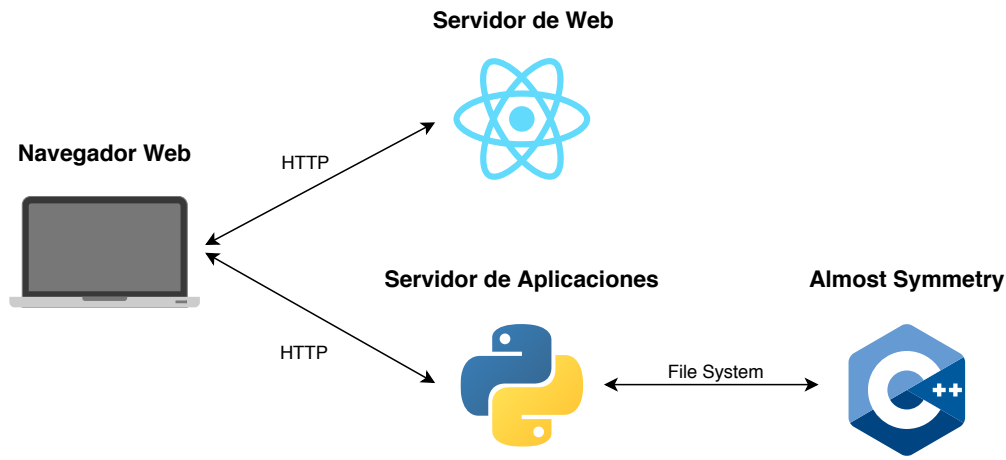 Servidor de Web
Navegador Web
HTTP
Servidor de Aplicaciones
Almost Symmetry
HTTP
File System
C++